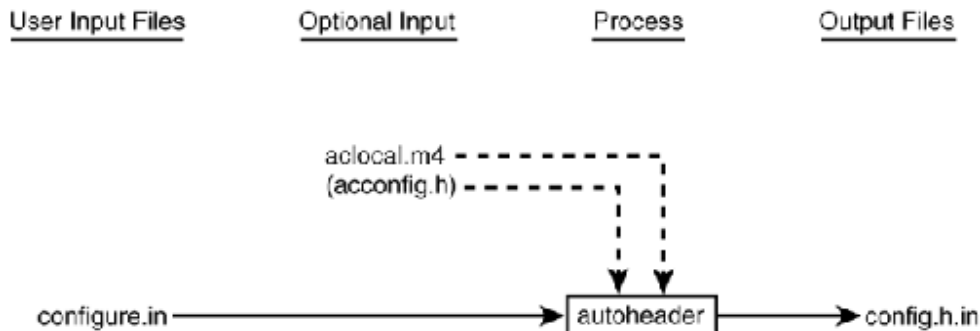 User Input Files Optional Input Process Output Files
aclocal.m4
(acconfig.h)
configure.in autoheader config.h.in